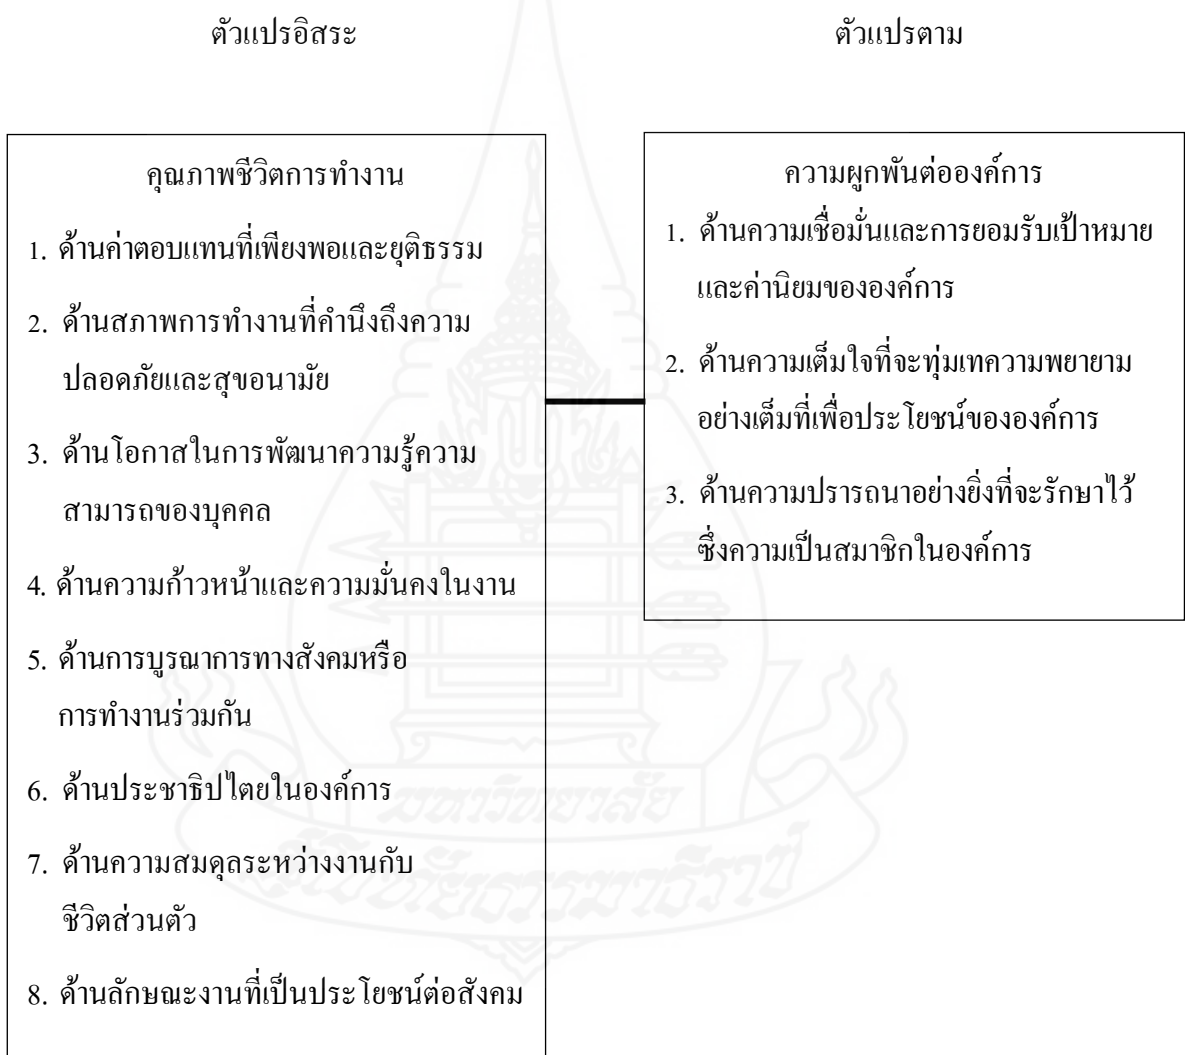 ตัวแปรอิสระ
ตัวแปรตาม
คุณภาพชีวิตการทำงาน
1. ด้านค่าตอบแทนที่เพียงพอและยุติธรรม
2. ด้านสภาพการทำงานที่คำนึงถึงความ
ปลอดภัยและสุขอนามัย
3. ด้านโอกาสในการพัฒนาความรู้ความ
สามารถของบุคคล
4. ด้านความก้าวหน้าและความมั่นคงในงาน
5. ด้านการบูรณาการทางสังคมหรือ
การทำงานร่วมกัน
6. ด้านประชาธิปไตยในองค์การ
7. ด้านความสมดุลระหว่างงานกับ
ชีวิตส่วนตัว
8. ด้านลักษณะงานที่เป็นประโยชน์ต่อสังคม
ความผูกพันต่อองค์การ
1. ด้านความเชื่อมั่นและการยอมรับเป้าหมาย
และค่านิยมขององค์การ
2. ด้านความเต็มใจที่จะทุ่มเทความพยายาม
อย่างเต็มที่เพื่อประโยชน์ขององค์การ
3. ด้านความปรารถนาอย่างยิ่งที่จะรักษาไว้
ซึ่งความเป็นสมาชิกในองค์การ
มหาวิทยาลัย
สุโขทัยธรรมาธิราช